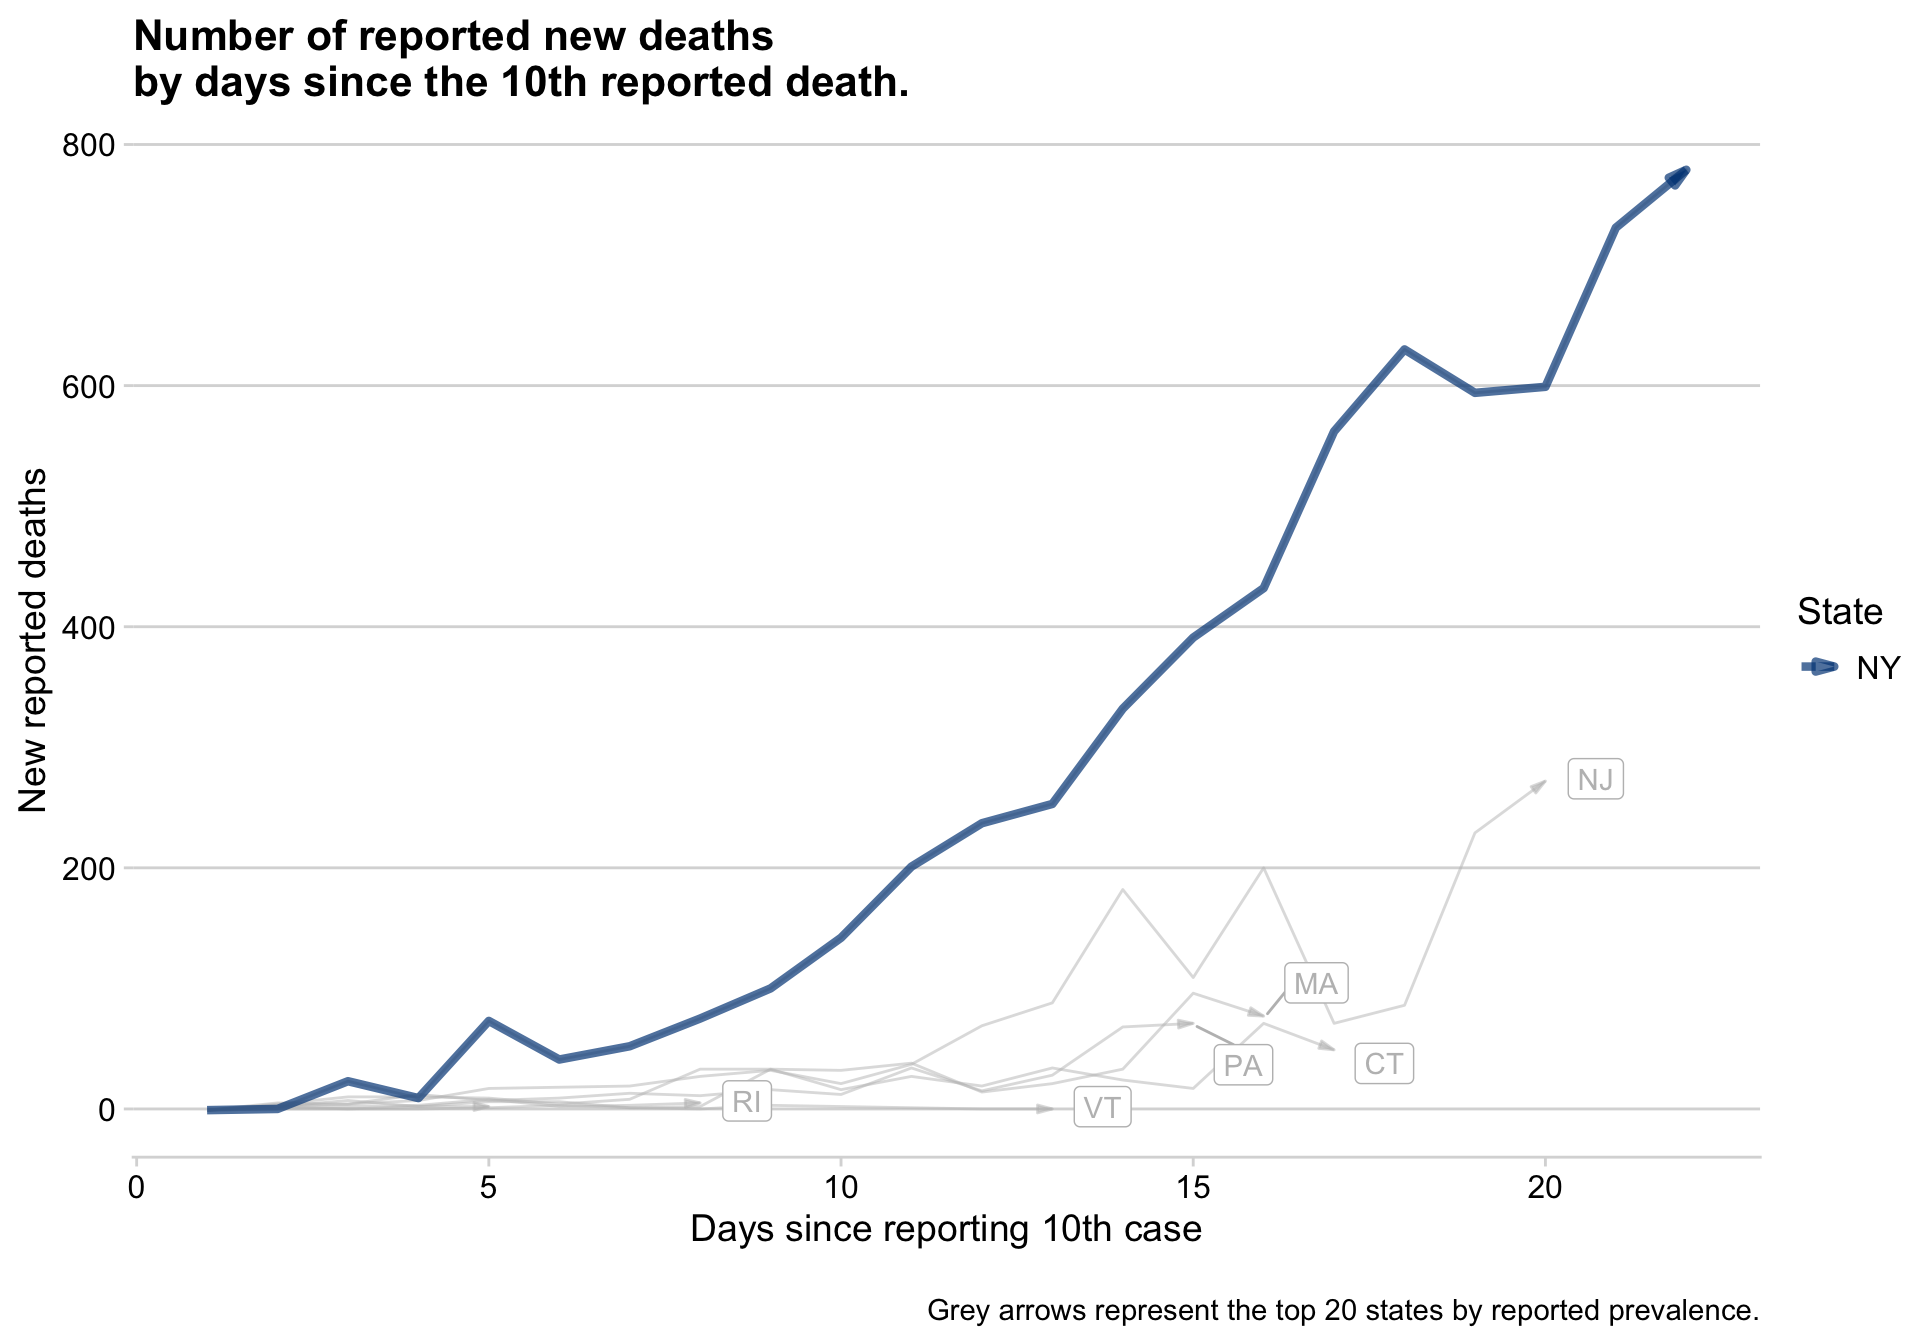 Number of reported new deaths
by days since the 10th reported death.
800
600
400
200
0
New reported deaths
NJ
MA
PA
CT
RI
VT
State
NY
0 5 10 15 20
Days since reporting 10th case
Grey arrows represent the top 20 states by reported prevalence.